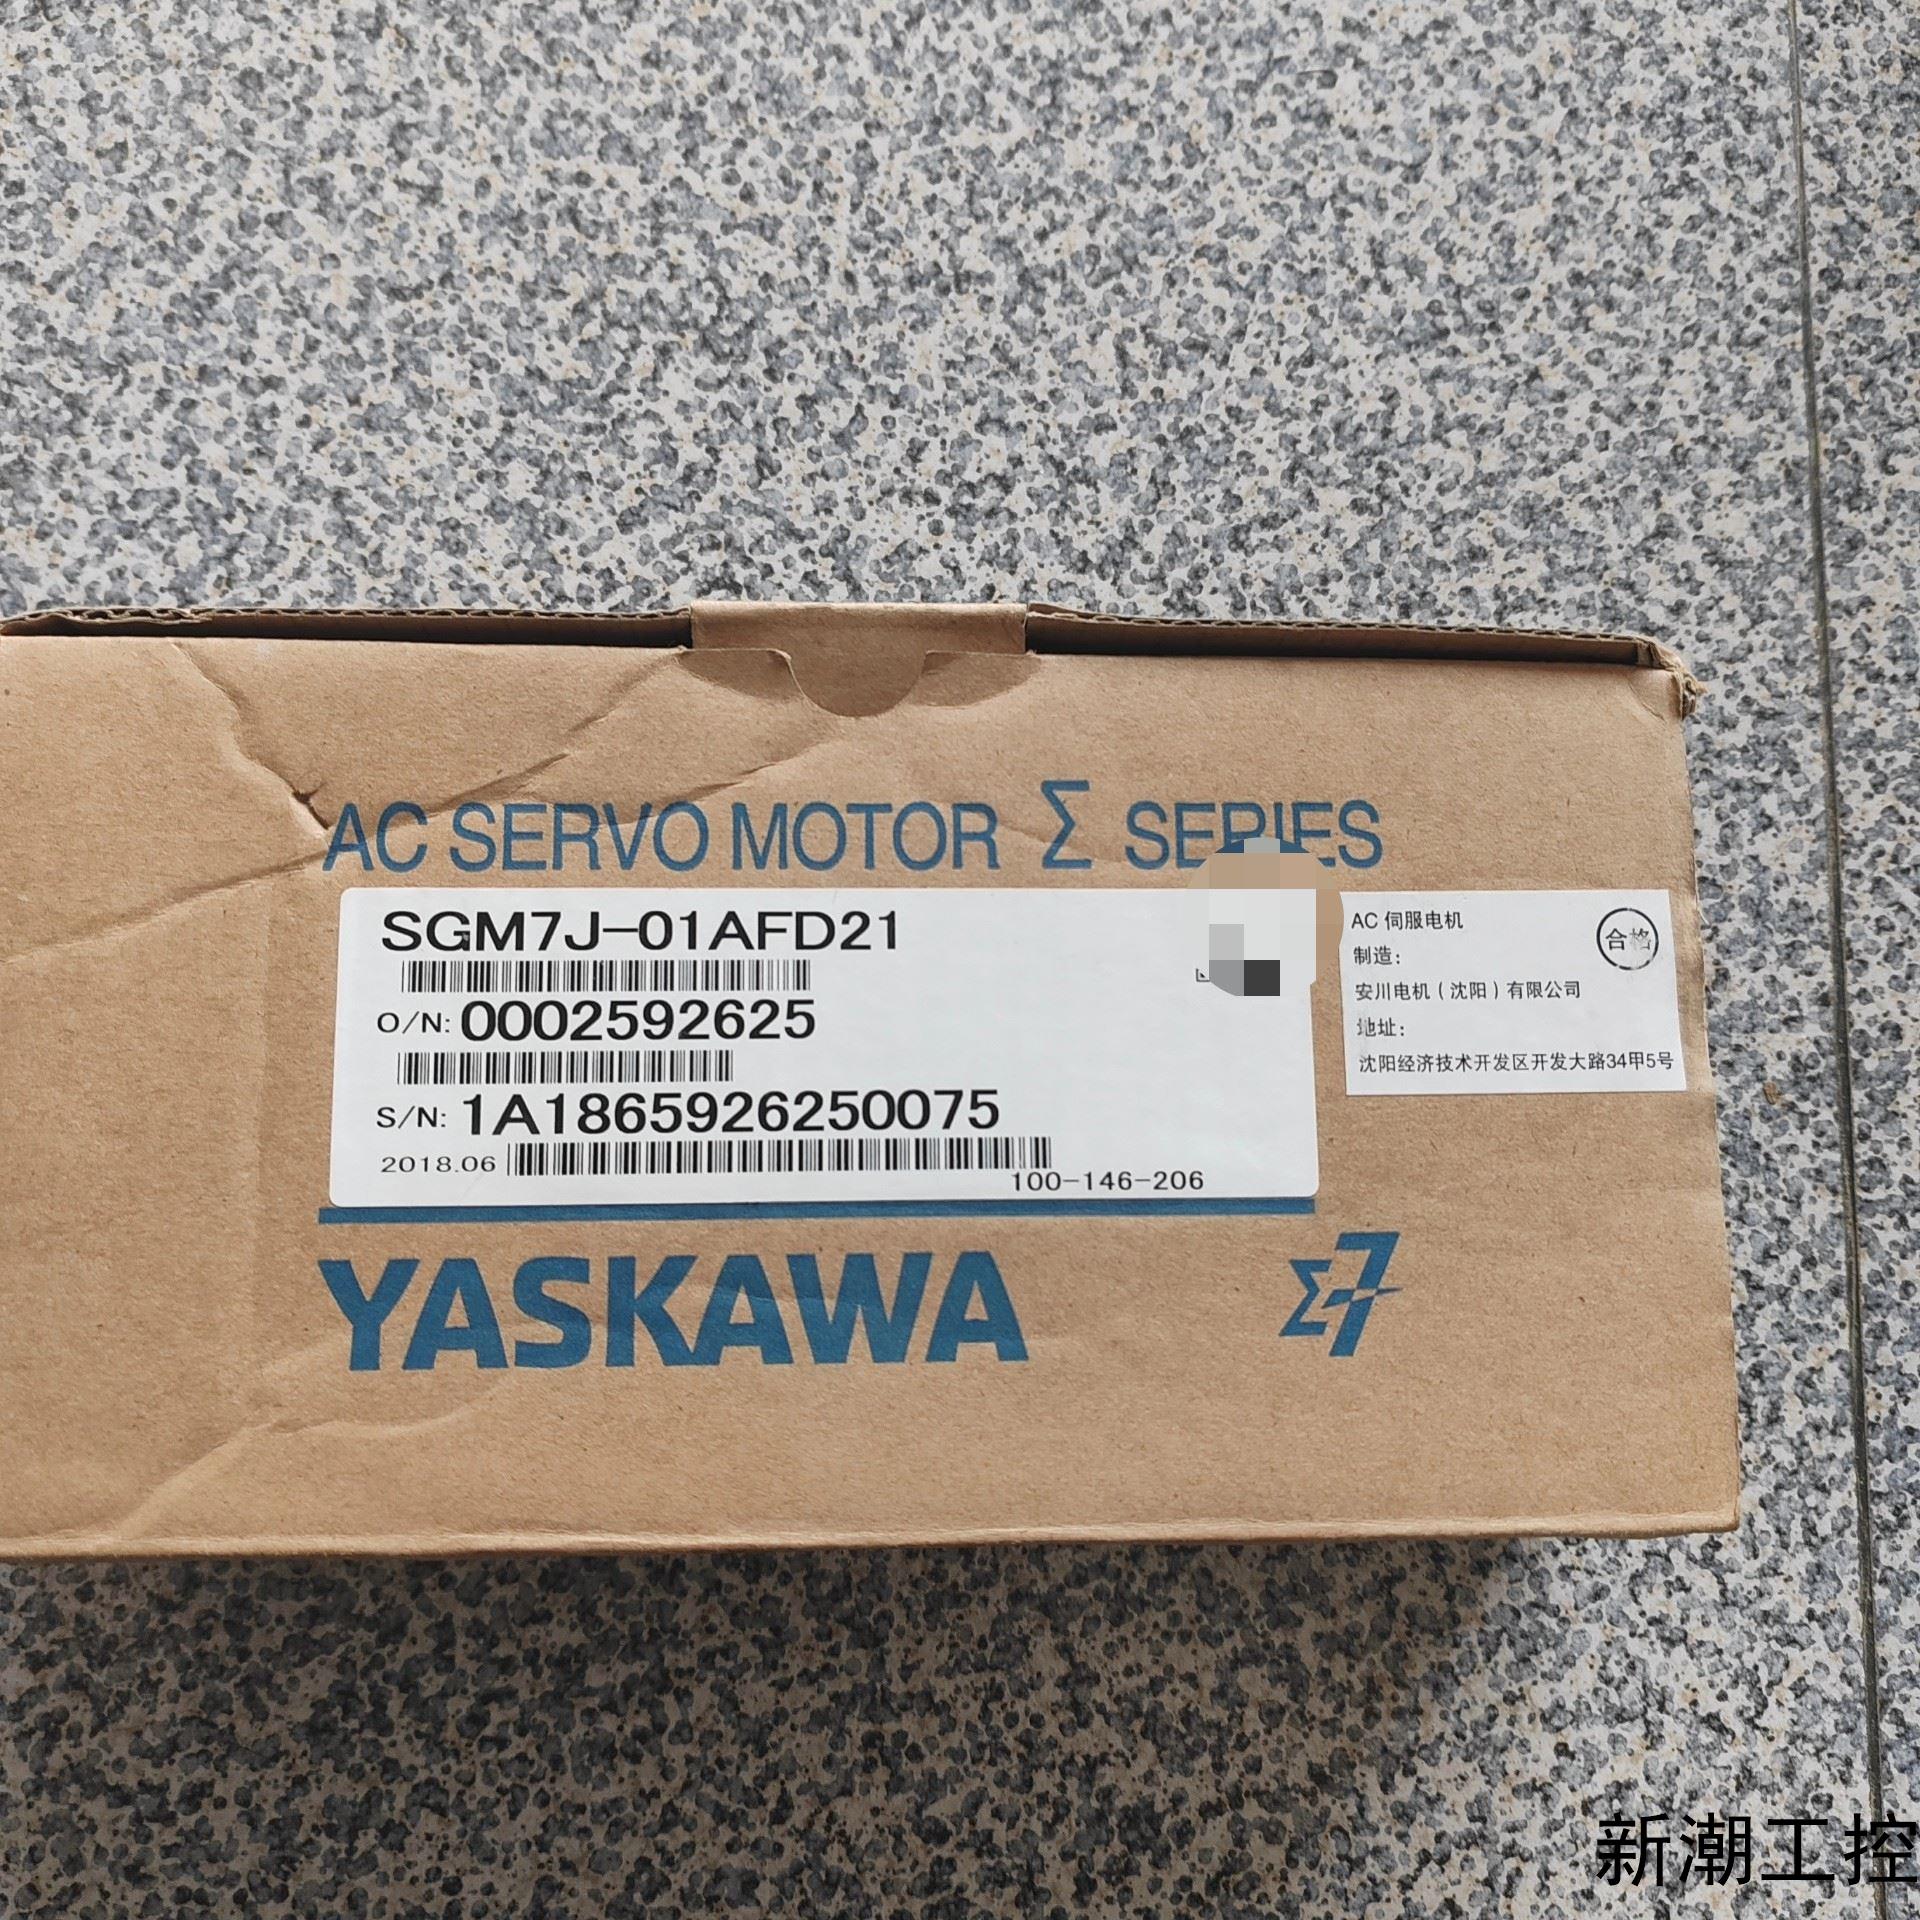 AC SERVO MOTOR Σ SERIES
SGM7J-01AFD21
O/N: 0002592625
S/N: 1A1865926250075
2018.06
100-146-206
AC 伺服电机
合格
制造：
安川电机（沈阳）有限公司
地址：
沈阳经济技术开发区开发大路34甲5号
YASKAWA
Σ-7
新潮工控